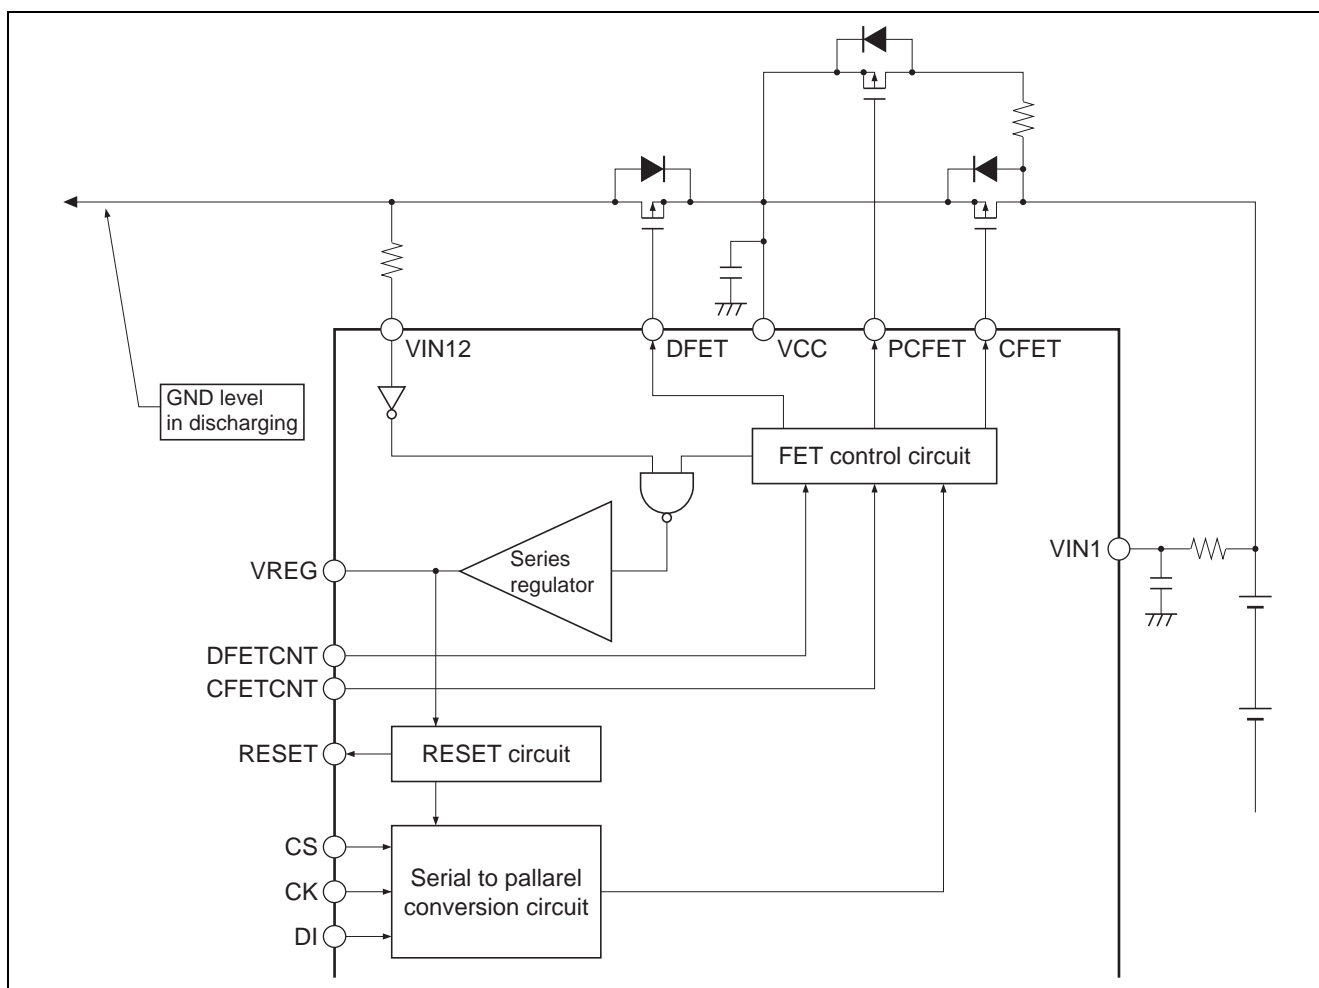 VIN12
DFET
VCC
PCFET
CFET
GND level
in discharging
FET control circuit
VIN1
Series
regulator
VREG
DFETCNT
CFETCNT
RESET
RESET circuit
CS
CK
DI
Serial to pallarel
conversion circuit